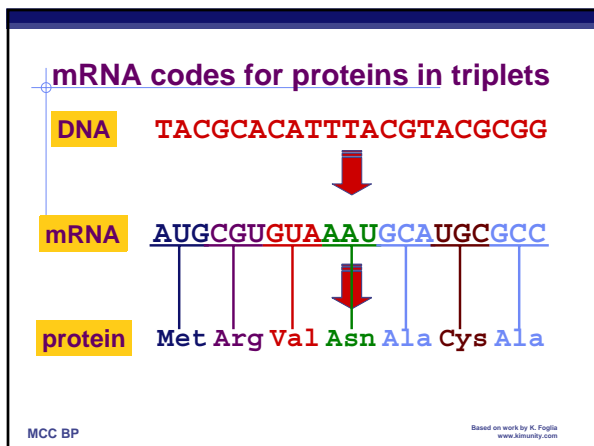 mRNA codes for proteins in triplets
DNA TACGCACATTTACGTACGCGG
mRNA AUGCGUGUAAAUGCAUGCGCC
protein Met Arg Val Asn Ala Cys Ala
MCC BP
Based on work by K. Foglia
www.kimunity.com